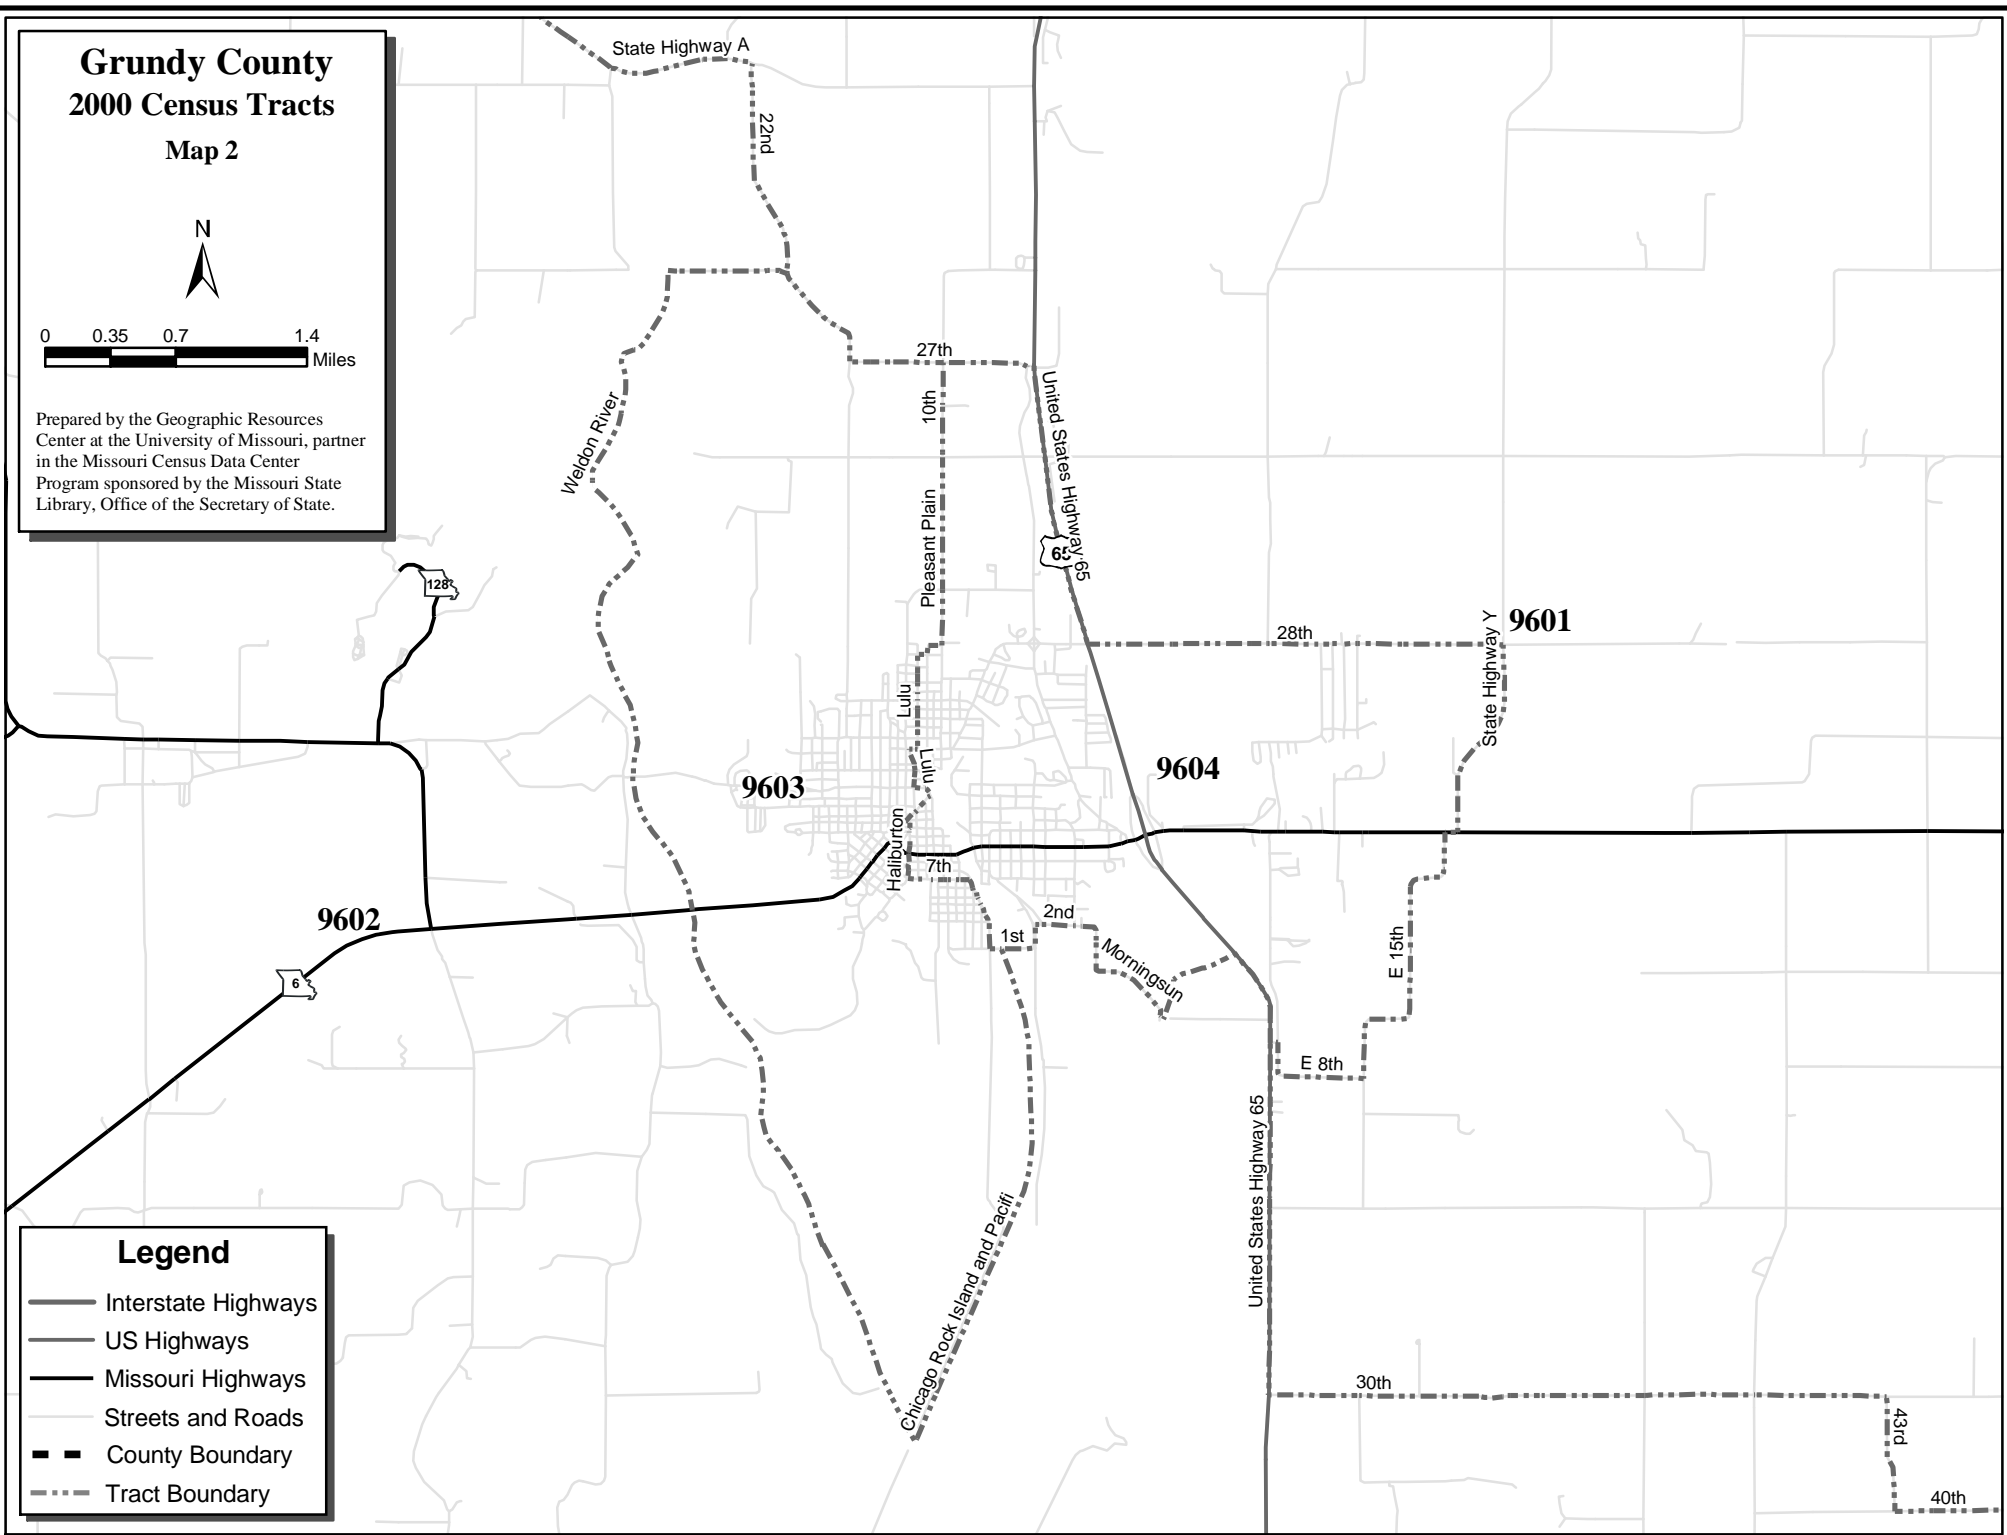 Grundy County
2000 Census Tracts
Map 2
N
0 0.35 0.7 1.4
Miles
Prepared by the Geographic Resources
Center at the University of Missouri, partner
in the Missouri Census Data Center
Program sponsored by the Missouri State
Library, Office of the Secretary of State.
State Highway A
22nd
27th
10th
United States Highway 65
Weldon River
Pleasant Plain
65
128
28th
State Highway Y
9601
Lulu
Lulu
9603
9604
Haliburton
7th
9602
2nd
1st
E 15th
Morningsun
6
E 8th
United States Highway 65
Chicago Rock Island and Pacifi
30th
43rd
40th
Legend
Interstate Highways
US Highways
Missouri Highways
Streets and Roads
County Boundary
Tract Boundary